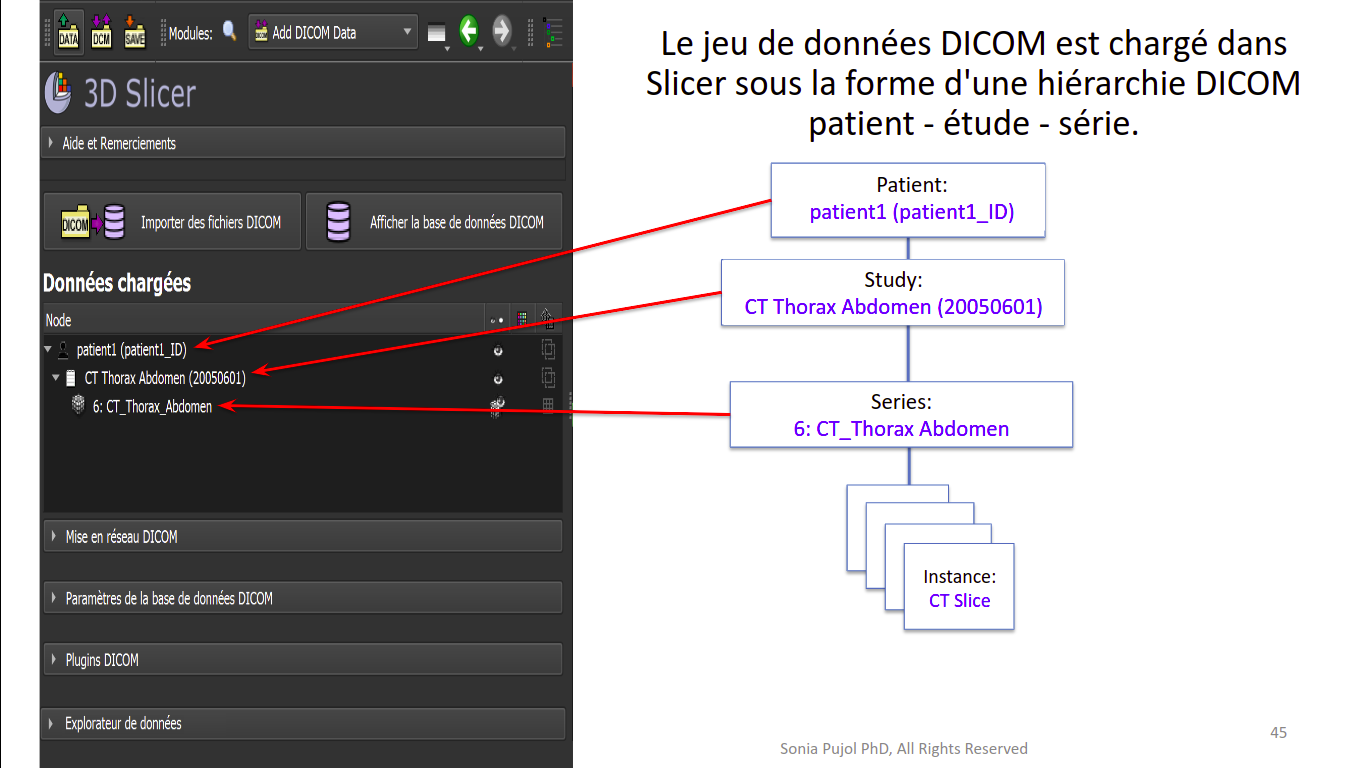 DATA DCM SAVE Modules: Add DICOM Data
3D Slicer
Aide et Remerciements
DICOM Importer des fichiers DICOM Afficher la base de données DICOM
Données chargées
Node
patient1 (patient1_ID)
CT Thorax Abdomen (20050601)
6: CT_Thorax_Abdomen
Mise en réseau DICOM
Paramètres de la base de données DICOM
Plugins DICOM
Explorateur de données
Le jeu de données DICOM est chargé dans
Slicer sous la forme d'une hiérarchie DICOM
patient - étude - série.
Patient:
patient1 (patient1_ID)
Study:
CT Thorax Abdomen (20050601)
Series:
6: CT_Thorax Abdomen
Instance:
CT Slice
Sonia Pujol PhD, All Rights Reserved
45